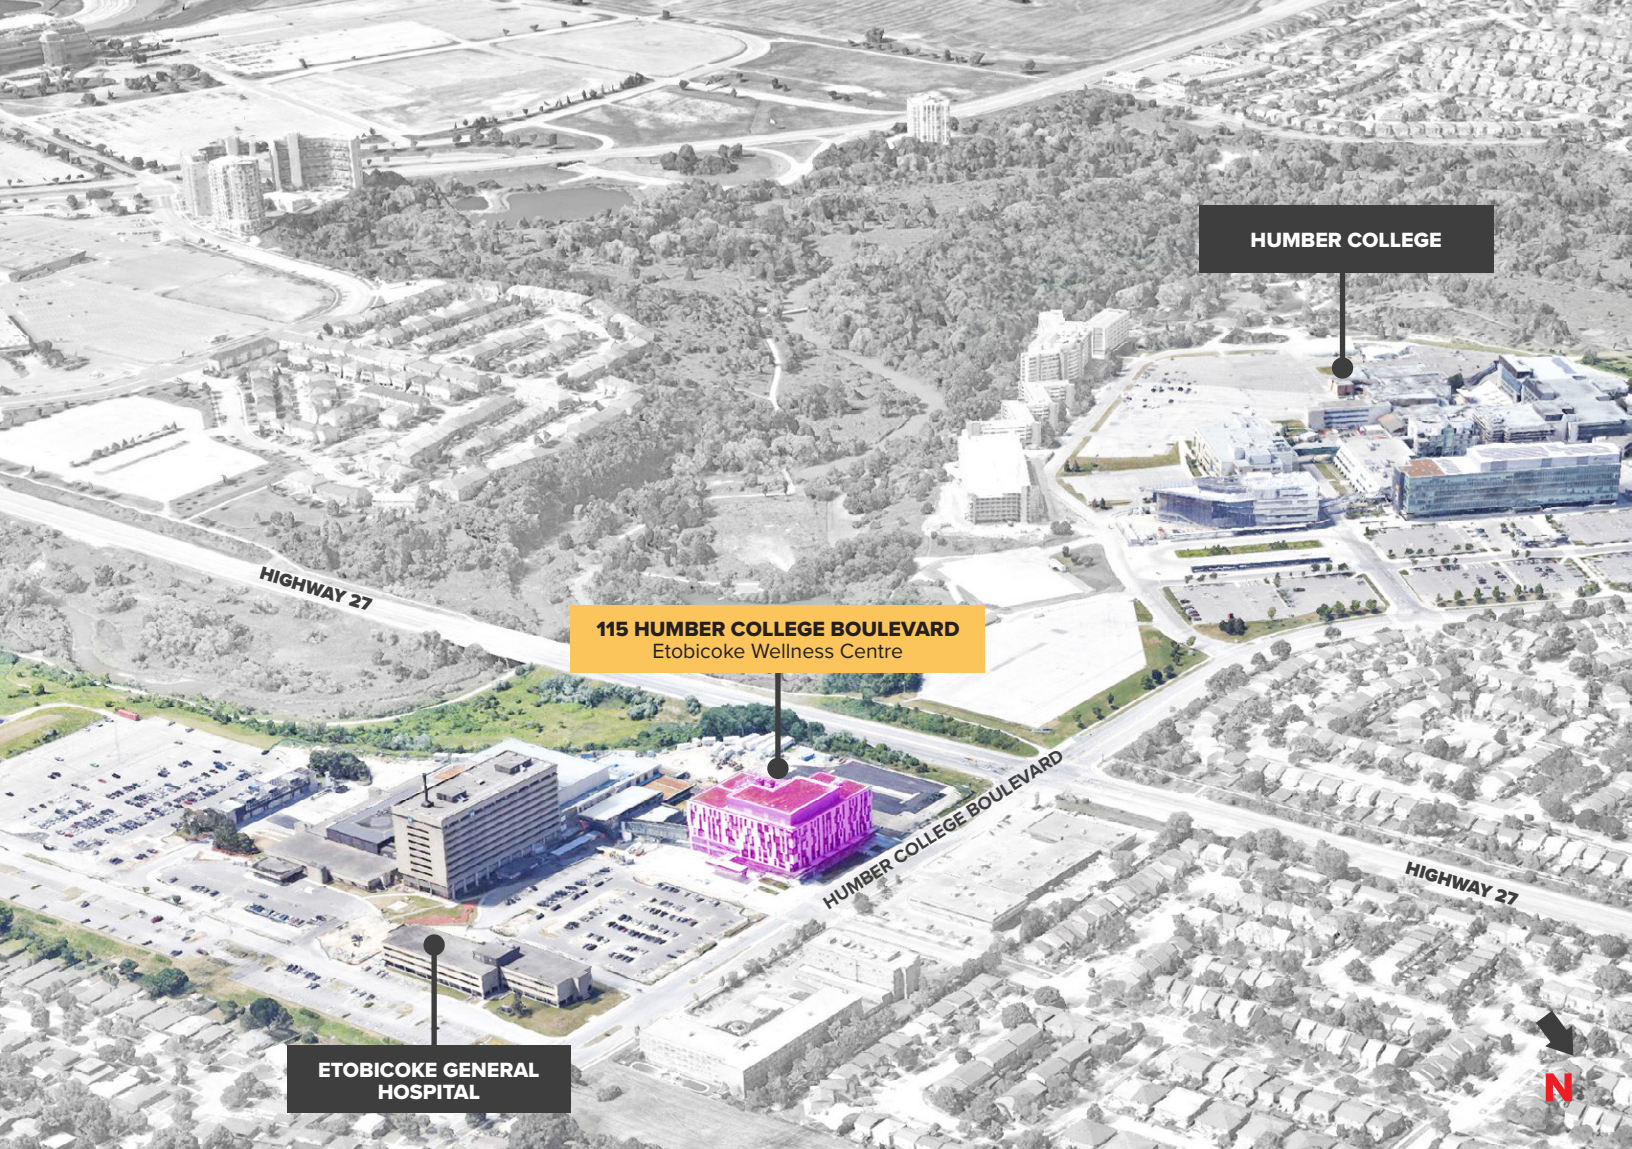 HUMBER COLLEGE
HIGHWAY 27
115 HUMBER COLLEGE BOULEVARD
Etobicoke Wellness Centre
HUMBER COLLEGE BOULEVARD
HIGHWAY 27
ETOBICOKE GENERAL
HOSPITAL
N